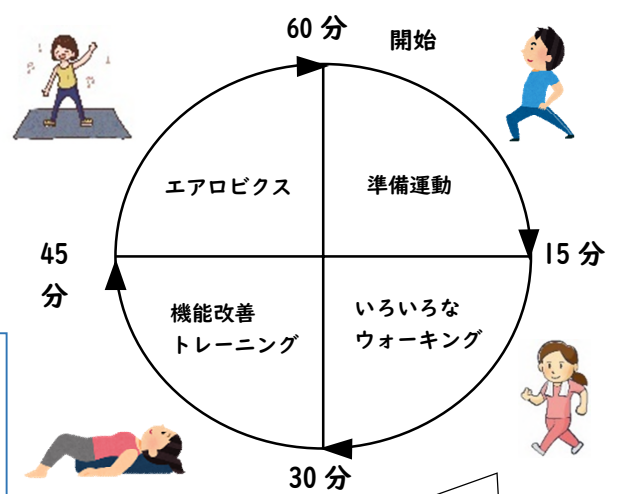 60 分
開始
エアロビクス
準備運動
45
分
15 分
機能改善
トレーニング
いろいろな
ウォーキング
30 分